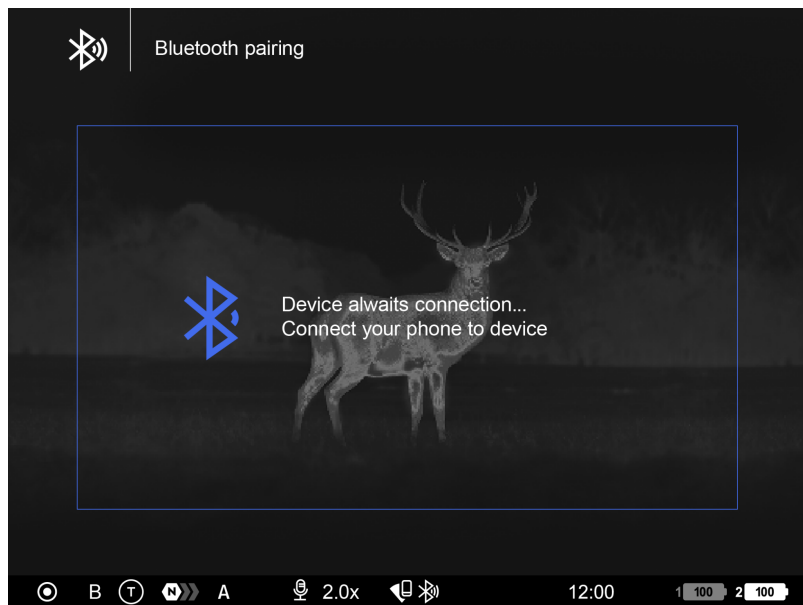 Bluetooth pairing
Device alwaits connection...
Connect your phone to device
B T N A 2.0x 12:00 1 100 2 100